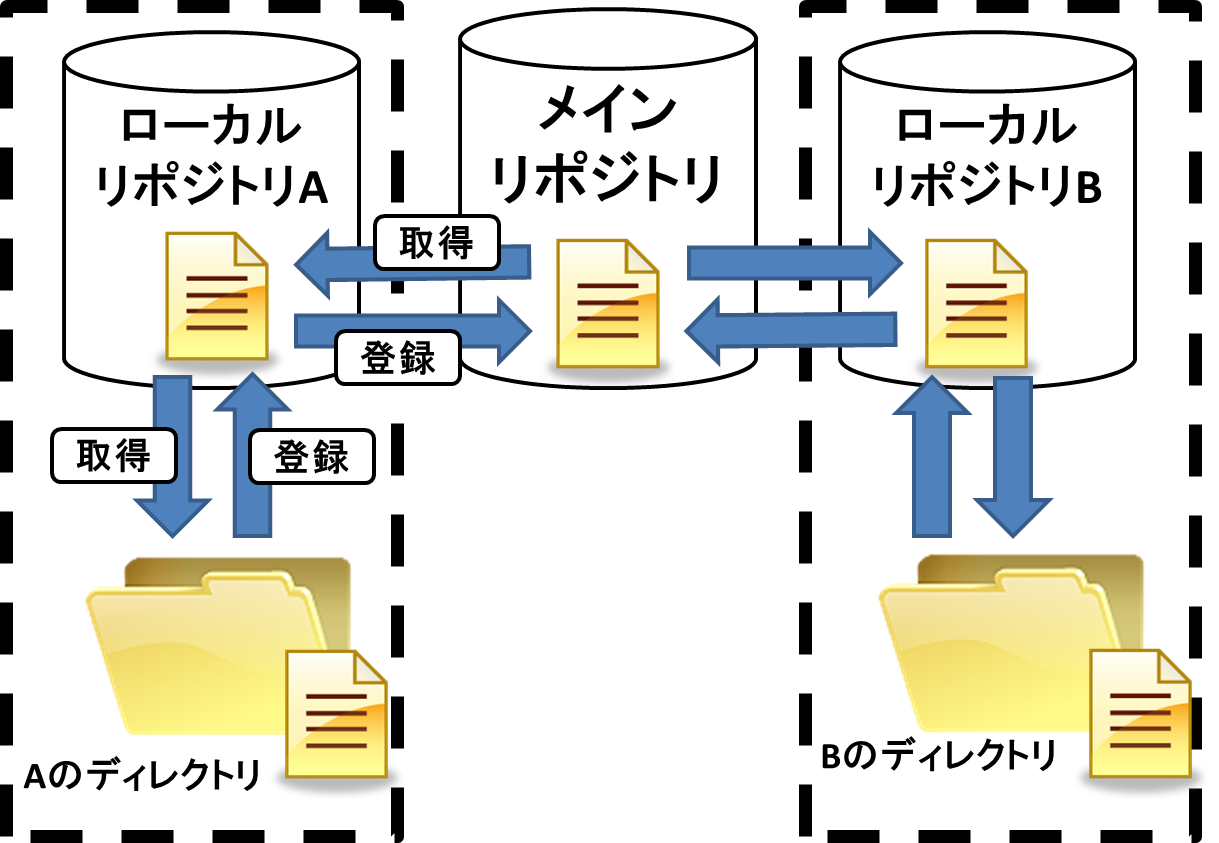 ローカル
リポジトリA
メイン
リポジトリ
ローカル
リポジトリB
取得
登録
取得
登録
Aのディレクトリ
Bのディレクトリ